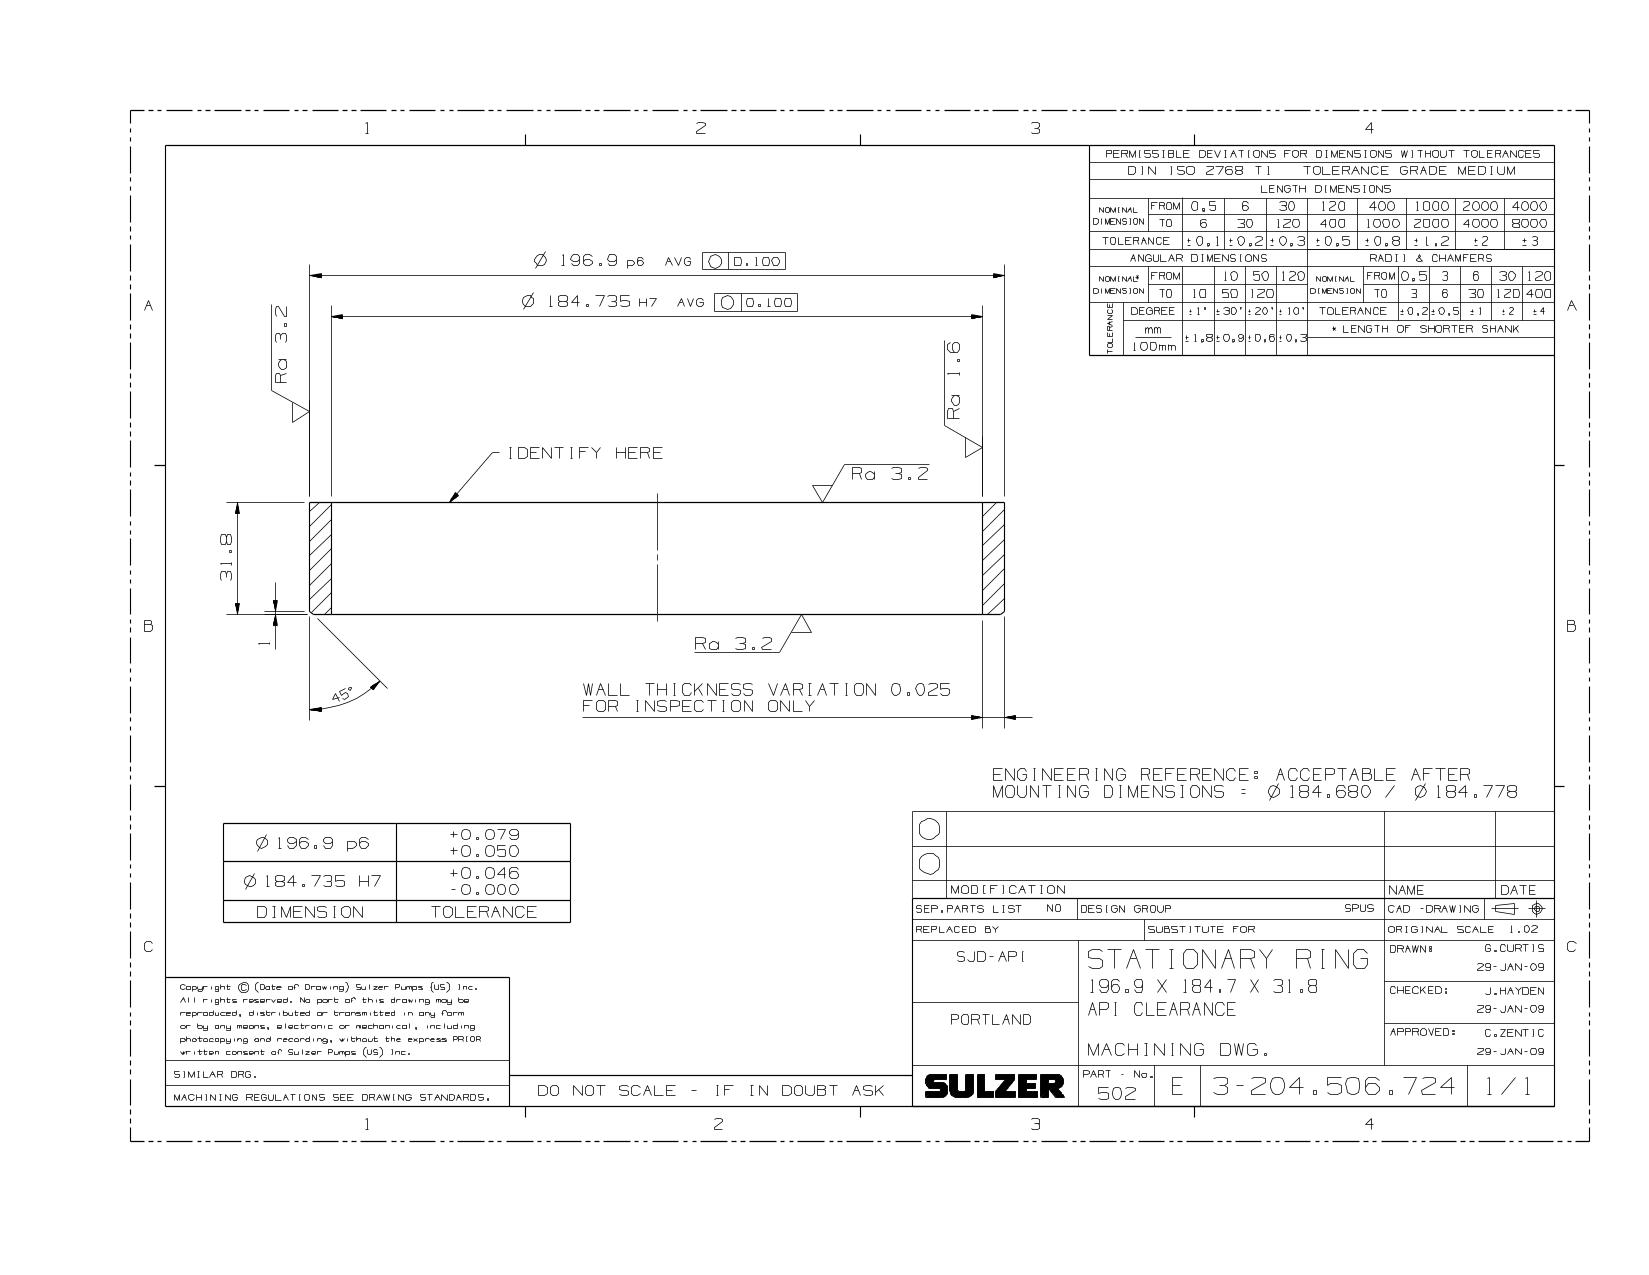 1 2 3 4
PERMISSIBLE DEVIATIONS FOR DIMENSIONS WITHOUT TOLERANCES
DIN ISO 2768 T1 TOLERANCE GRADE MEDIUM
LENGTH DIMENSIONS
NOMINAL DIMENSION FROM 0.5 6 30 120 400 1000 2000 4000
TO 6 30 120 400 1000 2000 4000 8000
TOLERANCE ±0.1 ±0.2 ±0.3 ±0.5 ±0.8 ±1.2 ±2 ±3
ANGULAR DIMENSIONS RADII & CHAMFERS
NOMINAL* DIMENSION FROM 10 50 120 NOMINAL DIMENSION FROM 0.5 3 6 30 120
TO 10 50 120 TO 3 6 30 120 400
TOLERANCE DEGREE ±1° ±30' ±20' ±10' TOLERANCE ±0.2 ±0.5 ±1 ±2 ±4
mm
100mm ±1.8 ±0.9 ±0.6 ±0.3 * LENGTH OF SHORTER SHANK
Ø 196.9 p6 AVG ○ 0.100
Ø 184.735 H7 AVG ○ 0.100
A A
Ra 3.2
Ra 1.6
IDENTIFY HERE
Ra 3.2
31.8
1
45°
B B
Ra 3.2
WALL THICKNESS VARIATION 0.025
FOR INSPECTION ONLY
ENGINEERING REFERENCE: ACCEPTABLE AFTER
MOUNTING DIMENSIONS = Ø184.680 / Ø184.778
Ø196.9 p6 +0.079
+0.050
Ø184.735 H7 +0.046
-0.000
DIMENSION TOLERANCE
MODIFICATION NAME DATE
SEP.PARTS LIST NO DESIGN GROUP SPUS CAD -DRAWING
REPLACED BY SUBSTITUTE FOR ORIGINAL SCALE 1.02
C C
SJD-API
PORTLAND
STATIONARY RING
196.9 X 184.7 X 31.8
API CLEARANCE
MACHINING DWG.
DRAWN: G.CURTIS
29-JAN-09
CHECKED: J.HAYDEN
29-JAN-09
APPROVED: C.ZENTIC
29-JAN-09
SULZER
PART - No.
502
E 3-204.506.724 1/1
Copyright © (Date of Drawing) Sulzer Pumps (US) Inc.
All rights reserved. No part of this drawing may be
reproduced, distributed or transmitted in any form
or by any means, electronic or mechanical, including
photocopying and recording, without the express PRIOR
written consent of Sulzer Pumps (US) Inc.
SIMILAR DRG.
MACHINING REGULATIONS SEE DRAWING STANDARDS.
DO NOT SCALE - IF IN DOUBT ASK
1 2 3 4